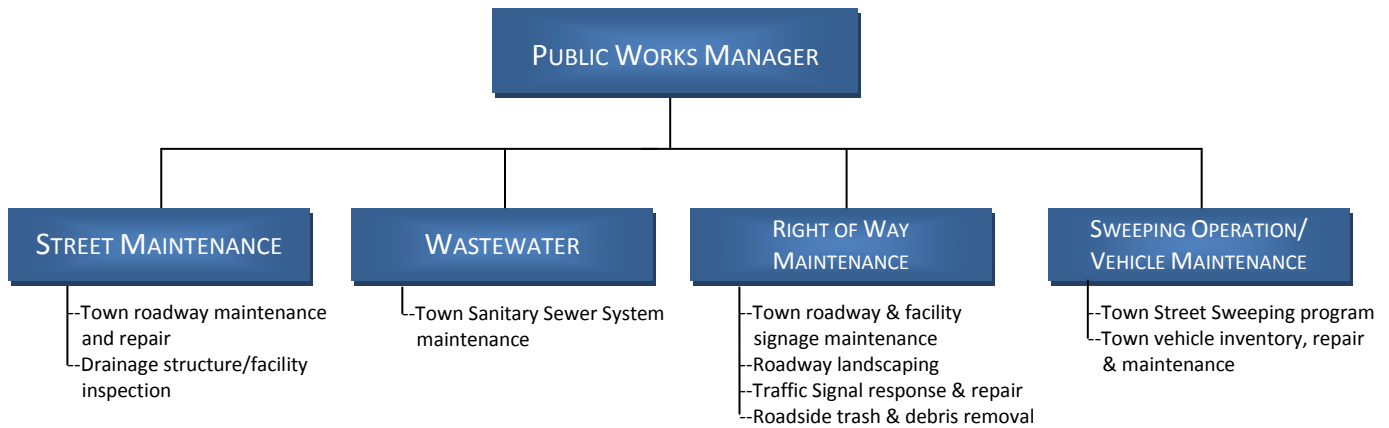 PUBLIC WORKS MANAGER
STREET MAINTENANCE
--Town roadway maintenance
and repair
--Drainage structure/facility
inspection
WASTEWATER
--Town Sanitary Sewer System
maintenance
RIGHT OF WAY
MAINTENANCE
--Town roadway & facility
signage maintenance
--Roadway landscaping
--Traffic Signal response & repair
--Roadside trash & debris removal
SWEEPING OPERATION/
VEHICLE MAINTENANCE
--Town Street Sweeping program
--Town vehicle inventory, repair
& maintenance